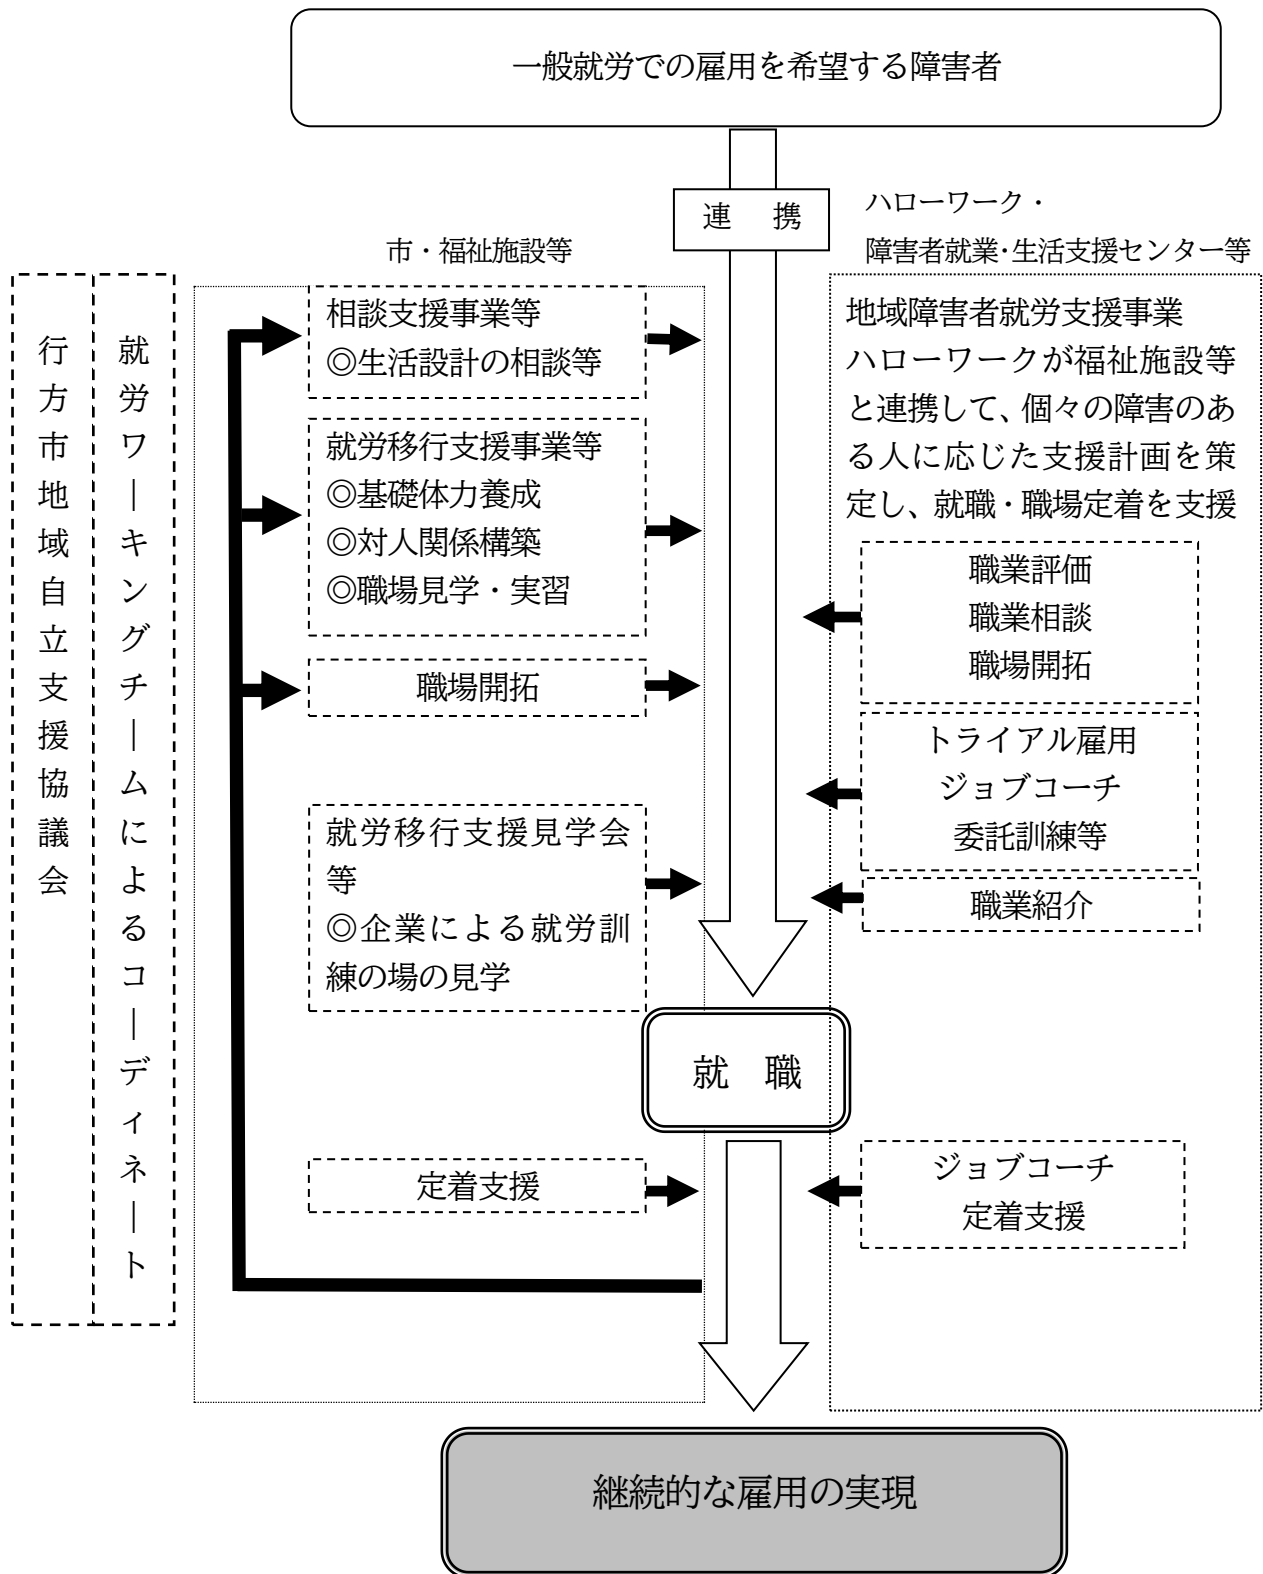 一般就労での雇用を希望する障害者
連 携
ハローワーク・
障害者就業・生活支援センター等
市・福祉施設等
行方市地域自立支援協議会
就労ワーキングチームによるコーディネート
相談支援事業等
◎生活設計の相談等
就労移行支援事業等
◎基礎体力養成
◎対人関係構築
◎職場見学・実習
職場開拓
就労移行支援見学会
等
◎企業による就労訓
練の場の見学
地域障害者就労支援事業
ハローワークが福祉施設等
と連携して、個々の障害のあ
る人に応じた支援計画を策
定し、就職・職場定着を支援
職業評価
職業相談
職場開拓
トライアル雇用
ジョブコーチ
委託訓練等
職業紹介
就 職
定着支援
ジョブコーチ
定着支援
継続的な雇用の実現